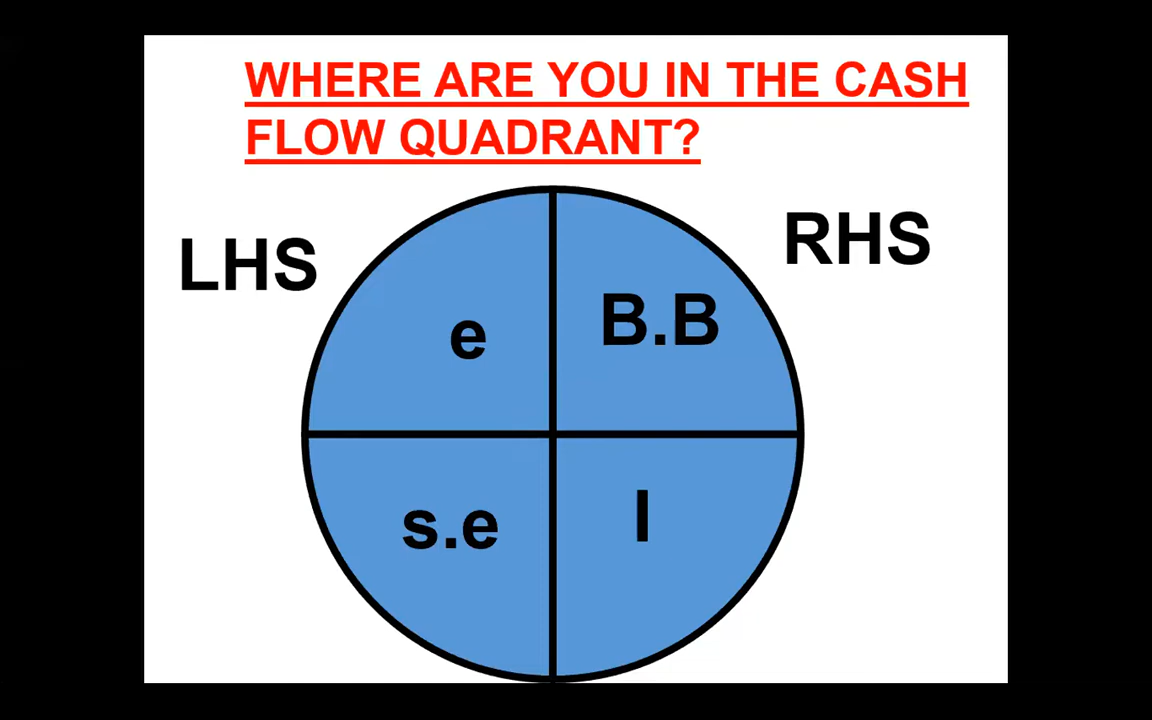 WHERE ARE YOU IN THE CASH
FLOW QUADRANT?
LHS
RHS
e
B.B
s.e
I